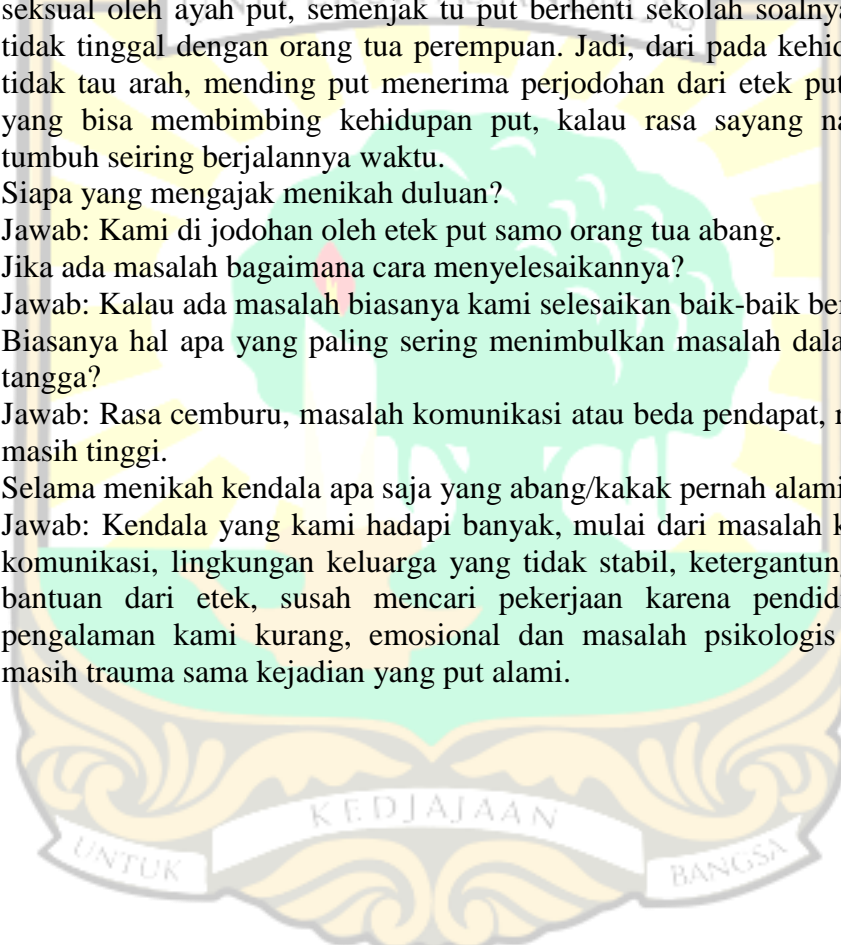 seksual oleh ayah put, semenjak tu put berhenti sekolah soalnya
tidak tinggal dengan orang tua perempuan. Jadi, dari pada
tidak tau arah, mending put menerima perjodohan dari etek put
yang bisa membimbing kehidupan put, kalau rasa sayang
tumbuh seiring berjalannya waktu.
Siapa yang mengajak menikah duluan?
Jawab: Kami di jodohan oleh etek put samo orang tua abang.
Jika ada masalah bagaimana cara menyelesaikannya?
Jawab: Kalau ada masalah biasanya kami selesaikan baik-baik
Biasanya hal apa yang paling sering menimbulkan masalah
tangga?
Jawab: Rasa cemburu, masalah komunikasi atau beda pendapat,
masih tinggi.
Selama menikah kendala apa saja yang abang/kakak pernah alami
Jawab: Kendala yang kami hadapi banyak, mulai dari masalah
komunikasi, lingkungan keluarga yang tidak stabil,
bantuan dari etek, susah mencari pekerjaan karena
pengalaman kami kurang, emosional dan masalah psikologis
masih trauma sama kejadian yang put alami.
KEDJAJAAN
UNTUK
BANGSA